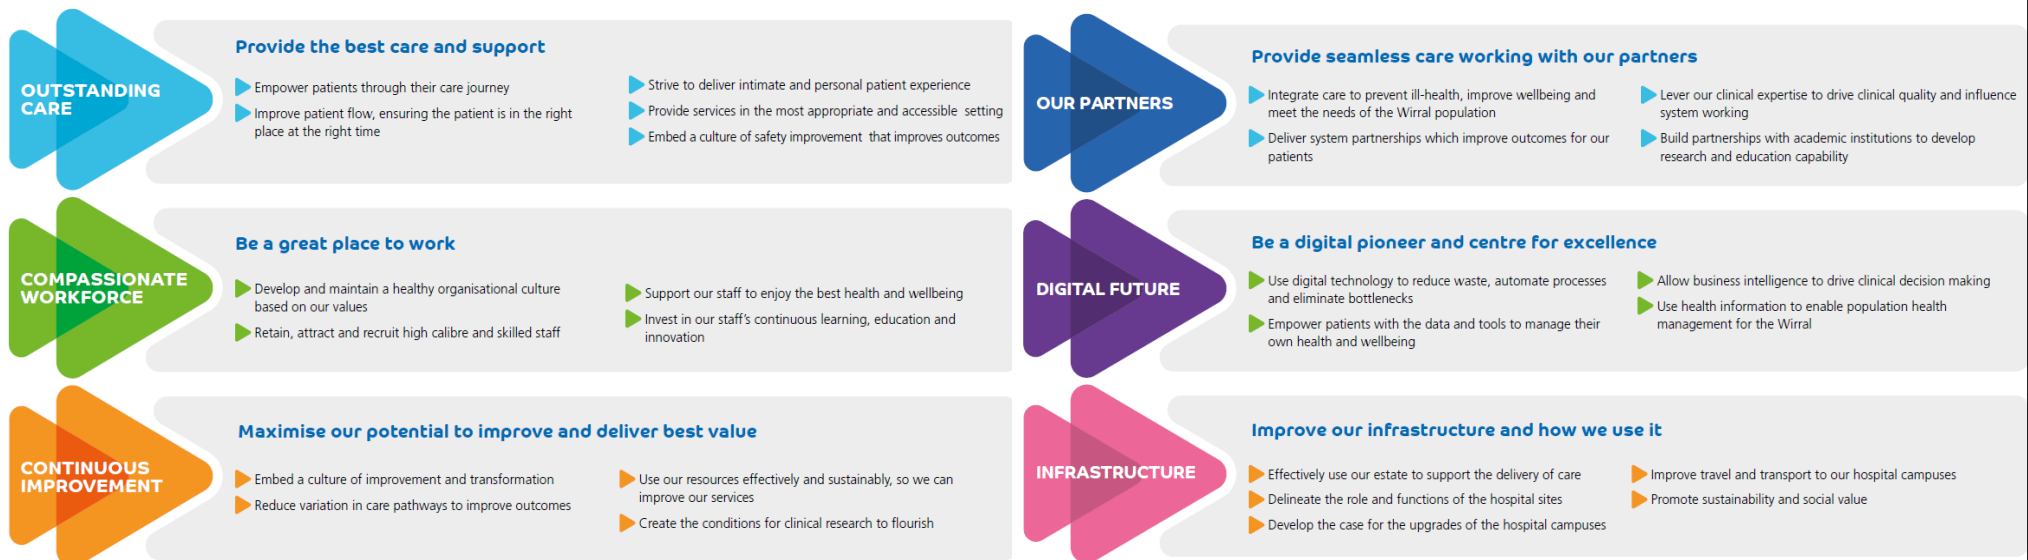 OUTSTANDING
CARE
Provide the best care and support
Empower patients through their care journey
Improve patient flow, ensuring the patient is in the right
place at the right time
Strive to deliver intimate and personal patient experience
Provide services in the most appropriate and accessible setting
Embed a culture of safety improvement that improves outcomes
COMPASSIONATE
WORKFORCE
Be a great place to work
Develop and maintain a healthy organisational culture
based on our values
Retain, attract and recruit high calibre and skilled staff
Support our staff to enjoy the best health and wellbeing
Invest in our staff's continuous learning, education and
innovation
CONTINUOUS
IMPROVEMENT
Maximise our potential to improve and deliver best value
Embed a culture of improvement and transformation
Reduce variation in care pathways to improve outcomes
Use our resources effectively and sustainably, so we can
improve our services
Create the conditions for clinical research to flourish
OUR PARTNERS
Provide seamless care working with our partners
Integrate care to prevent ill-health, improve wellbeing and
meet the needs of the Wirral population
Deliver system partnerships which improve outcomes for our
patients
Lever our clinical expertise to drive clinical quality and influence
system working
Build partnerships with academic institutions to develop
research and education capability
DIGITAL FUTURE
Be a digital pioneer and centre for excellence
Use digital technology to reduce waste, automate processes
and eliminate bottlenecks
Empower patients with the data and tools to manage their
own health and wellbeing
Allow business intelligence to drive clinical decision making
Use health information to enable population health
management for the Wirral
INFRASTRUCTURE
Improve our infrastructure and how we use it
Effectively use our estate to support the delivery of care
Delineate the role and functions of the hospital sites
Develop the case for the upgrades of the hospital campuses
Improve travel and transport to our hospital campuses
Promote sustainability and social value